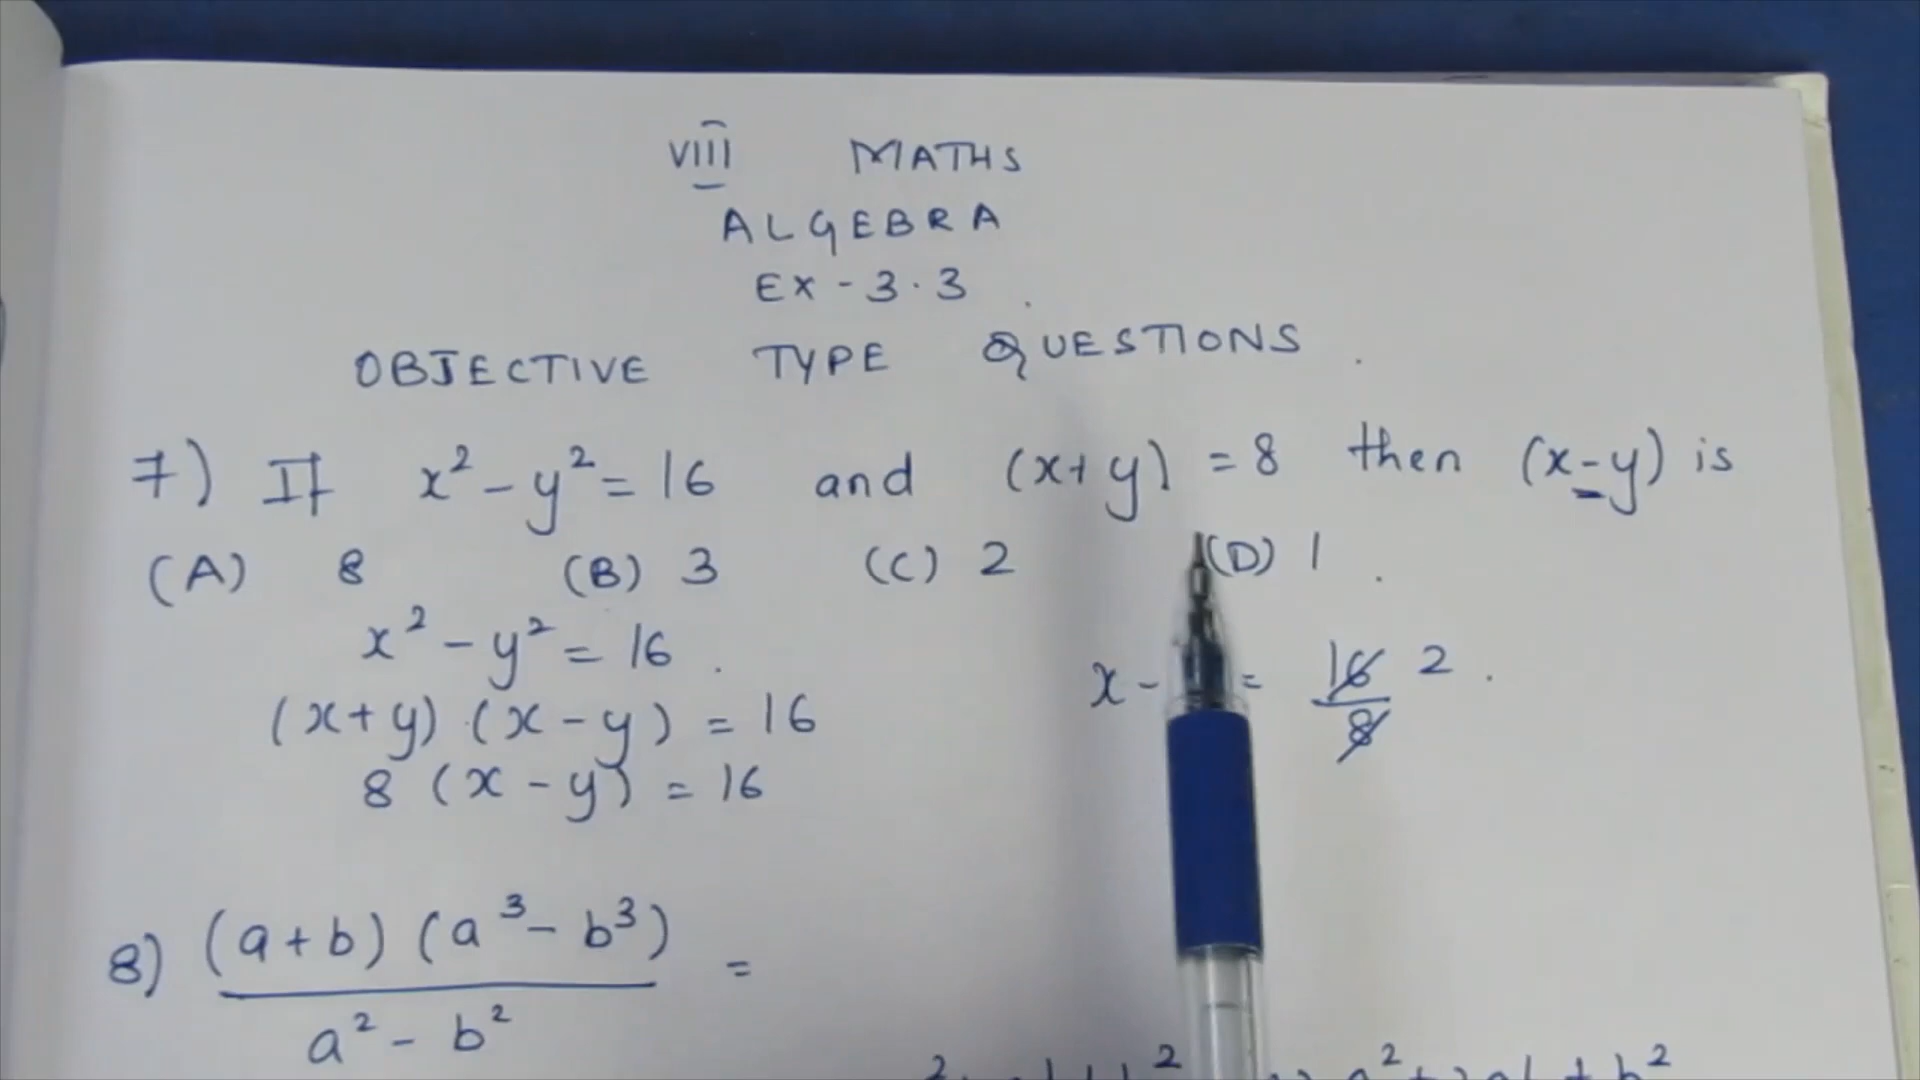 VIII MATHS
ALGEBRA
EX - 3.3
OBJECTIVE TYPE QUESTIONS
7) If x² - y² = 16 and (x+y) = 8 then (x-y) is
(A) 8 (B) 3 (C) 2 (D) 1
x² - y² = 16
(x+y) (x-y) = 16
8 (x-y) = 16
x - = 16/8 2
8) (a+b) (a³ - b³) / a² - b² =